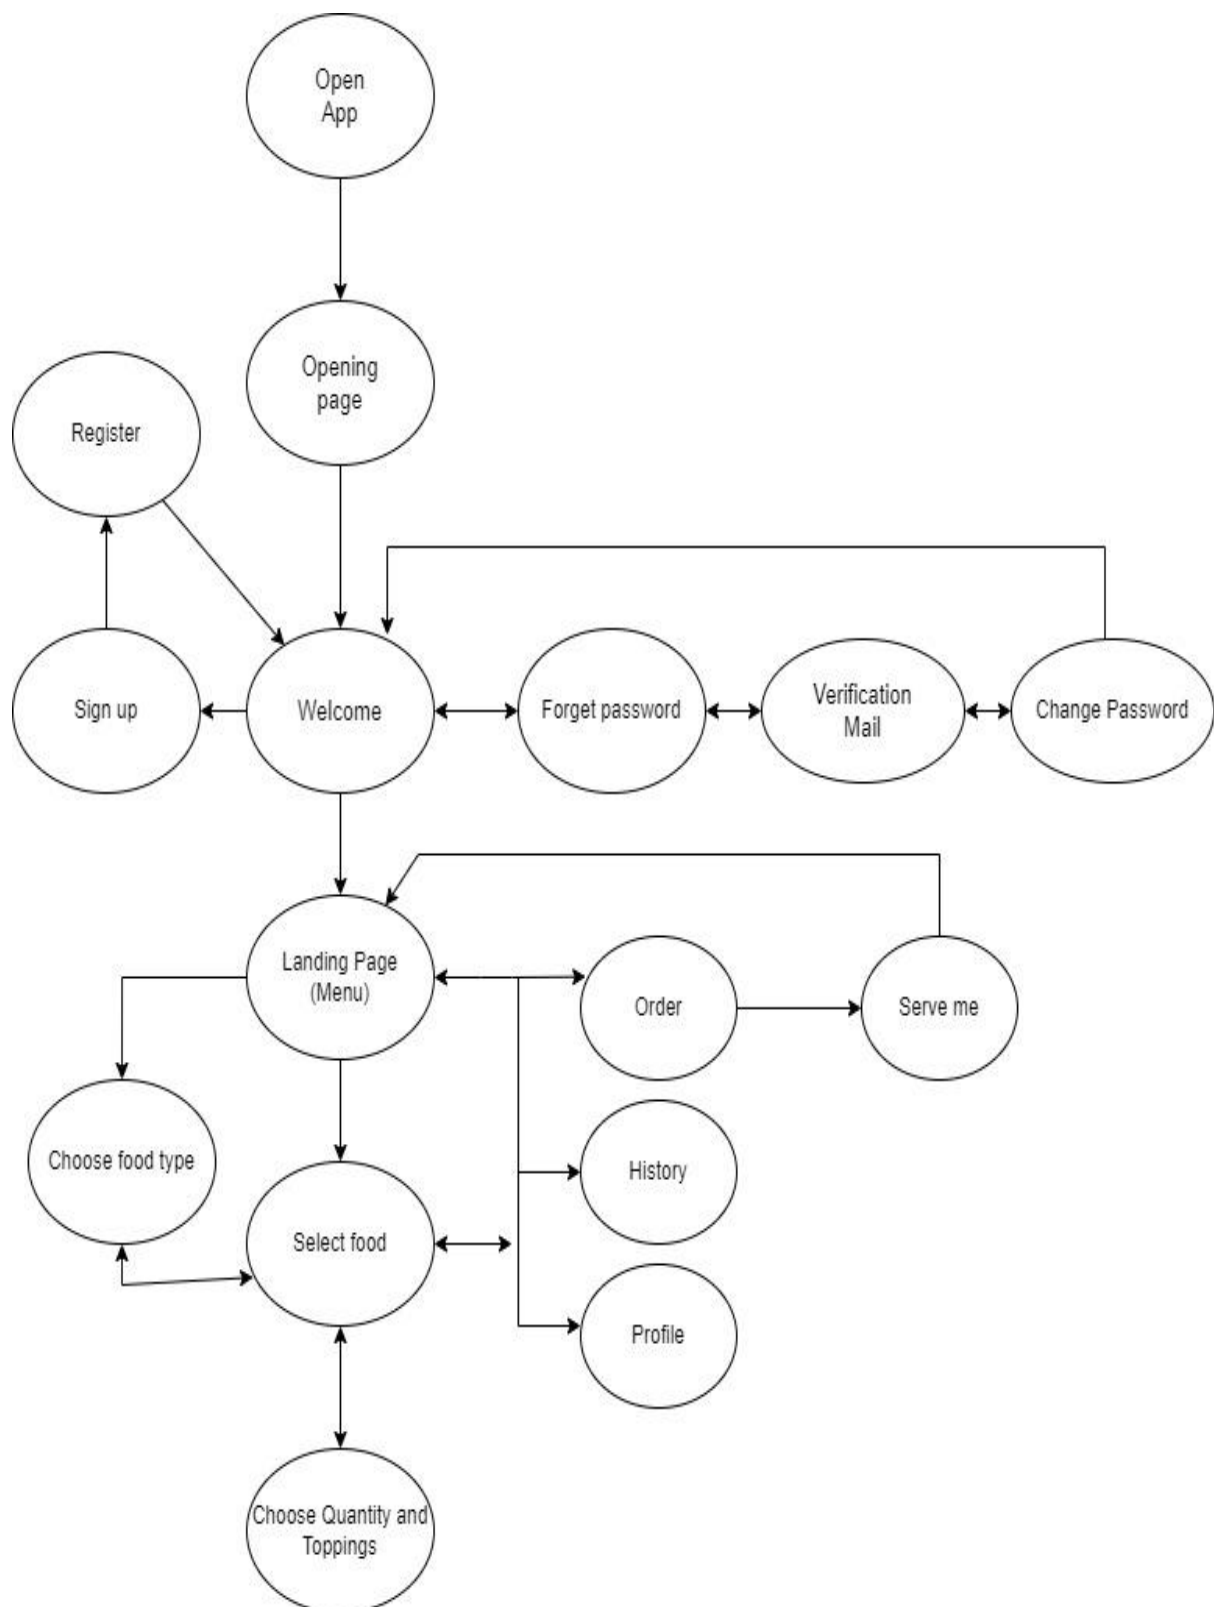 Open
App
Opening
page
Register
Sign up
Welcome
Forget password
Verification
Mail
Change Password
Landing Page
(Menu)
Order
Serve me
Choose food type
History
Select food
Profile
Choose Quantity and
Toppings